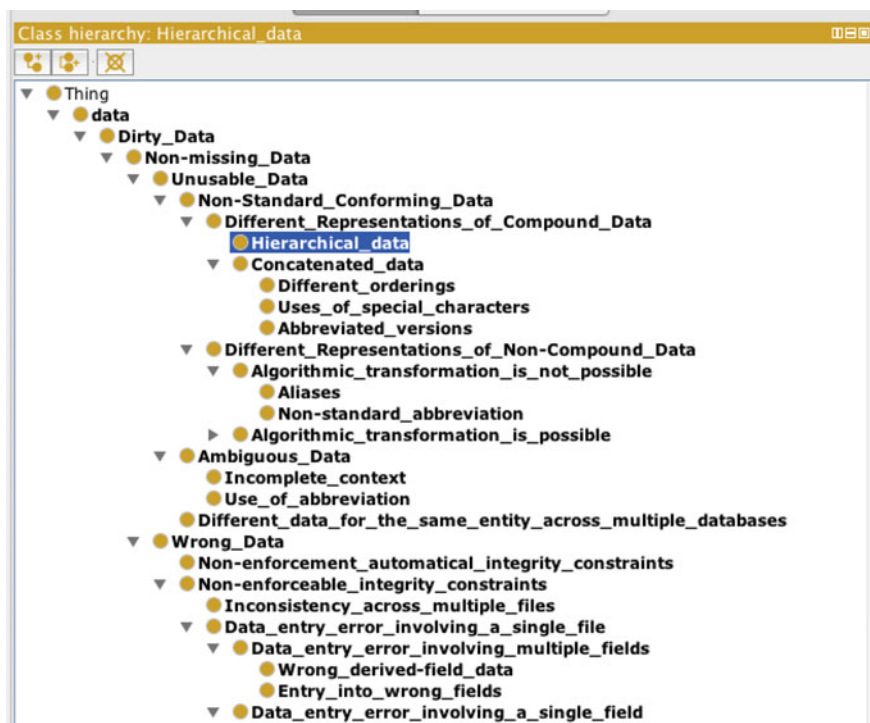 Class hierarchy: Hierarchical_data
Thing
data
Dirty_Data
Non-missing_Data
Unusable_Data
Non-Standard_Conforming_Data
Different_Representations_of_Compound_Data
Hierarchical_data
Concatenated_data
Different_orderings
Uses_of_special_characters
Abbreviated_versions
Different_Representations_of_Non-Compound_Data
Algorithmic_transformation_is_not_possible
Aliases
Non-standard_abbreviation
Algorithmic_transformation_is_possible
Ambiguous_Data
Incomplete_context
Use_of_abbreviation
Different_data_for_the_same_entity_across_multiple_databases
Wrong_Data
Non-enforcement_automatical_integrity_constraints
Non-enforceable_integrity_constraints
Inconsistency_across_multiple_files
Data_entry_error_involving_a_single_file
Data_entry_error_involving_multiple_fields
Wrong_derived-field_data
Entry_into_wrong_fields
Data_entry_error_involving_a_single_field